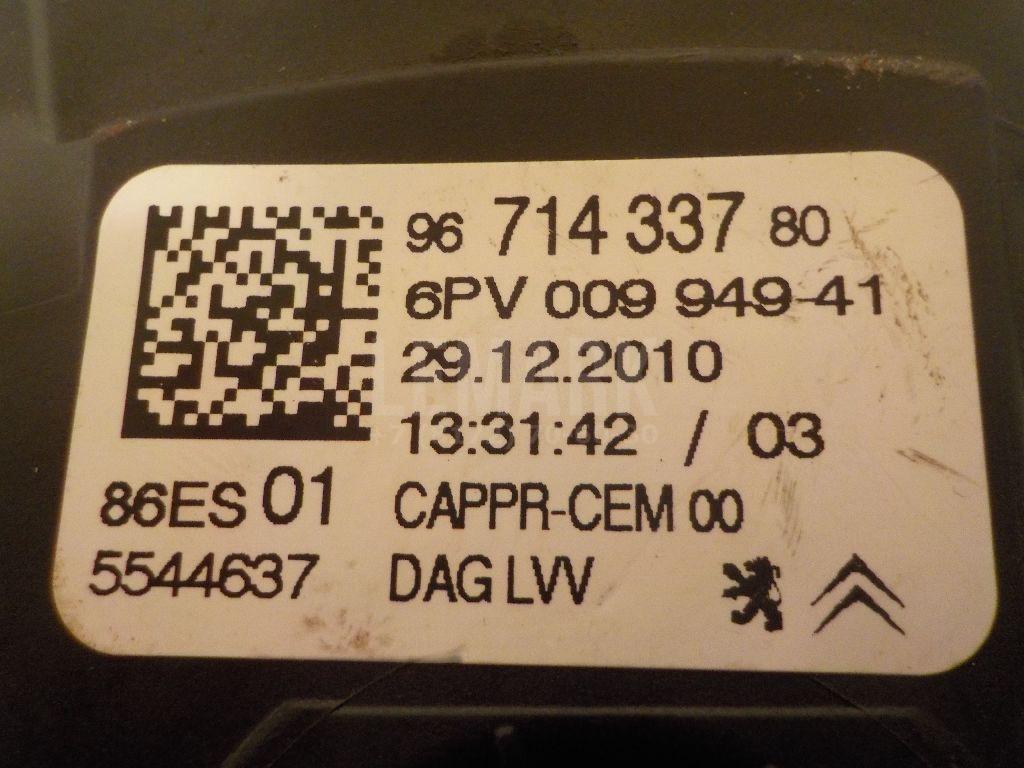 96 714 337 80
6PV 009 949-41
29.12.2010
13:31:42 / 03
86ES 01 CAPPR-CEM 00
5544637 DAG LVV